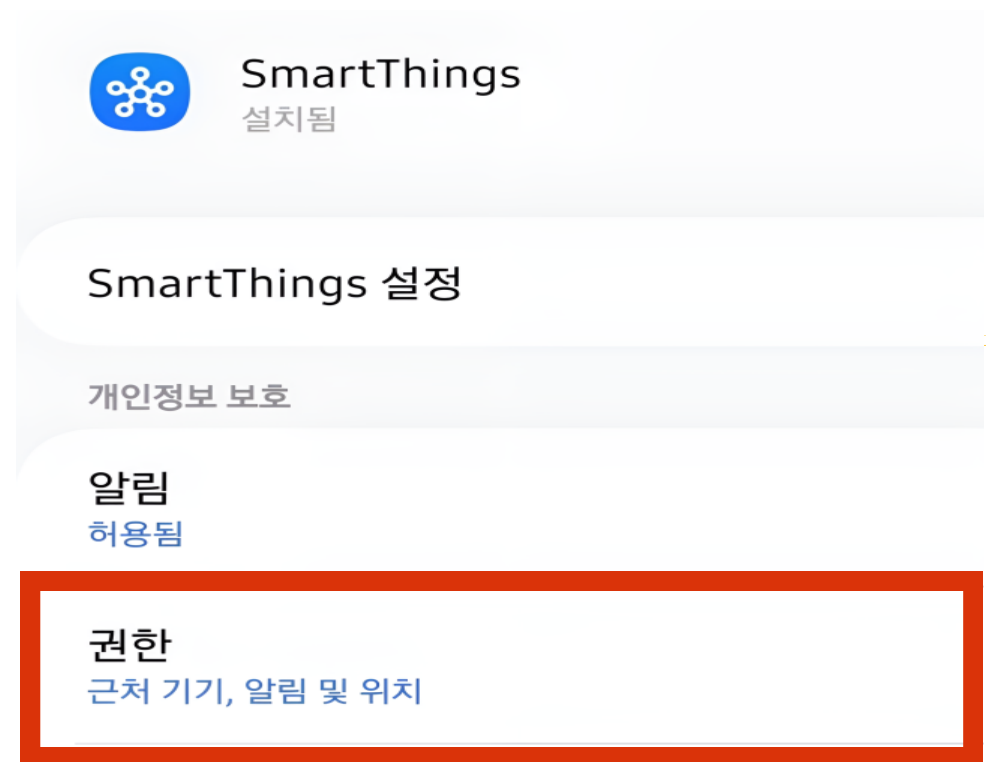 SmartThings
설치됨
SmartThings 설정
개인정보 보호
알림
허용됨
권한
근처 기기, 알림 및 위치